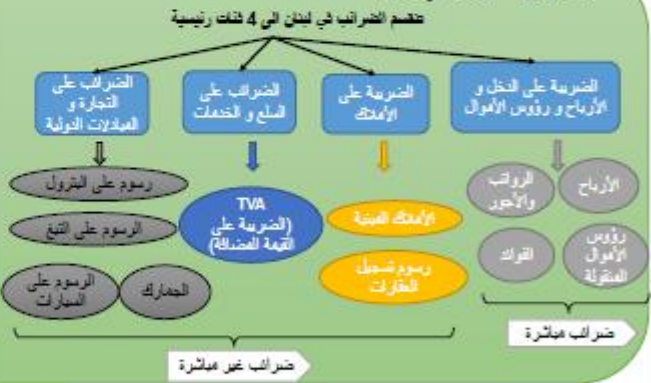 تنقسم الضرائب في لبنان الى 4 فئات رئيسية
الضريبة على الدخل و
الأرباح و رؤوس الأموال
الضريبة على
الأملاك
الضرائب على
السلع و الخدمات
الضرائب على
التجارة و
المبادلات الدولية
الأرباح
الرواتب
والأجور
رؤوس
الأموال
المنقولة
الفوائد
الأملاك المبنية
رسوم تسجيل
العقارات
TVA
(الضريبة على
القيمة المضافة)
رسوم على البترول
الرسوم على التبغ
الجمارك
الرسوم على
السيارات
ضرائب مباشرة
ضرائب غير مباشرة